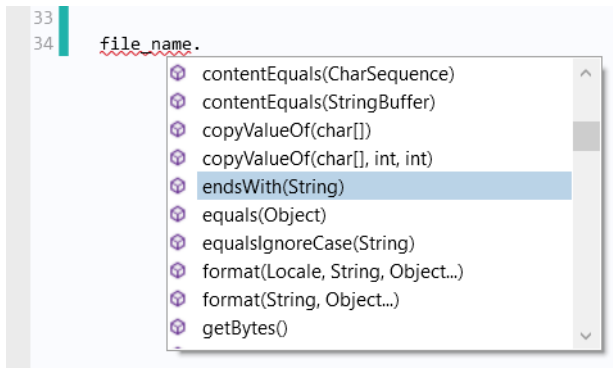 33
34 file_name.
contentEquals(CharSequence)
contentEquals(StringBuffer)
copyValueOf(char[])
copyValueOf(char[], int, int)
endsWith(String)
equals(Object)
equalsIgnoreCase(String)
format(Locale, String, Object...)
format(String, Object...)
getBytes()